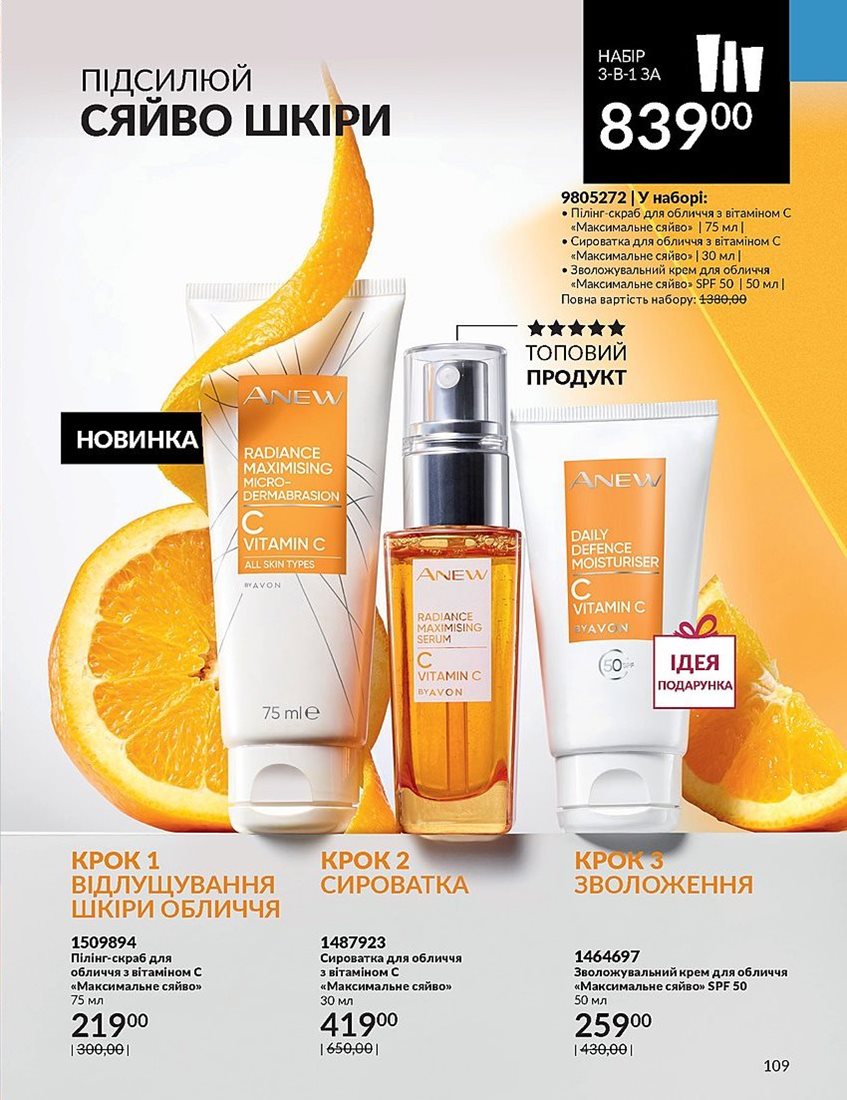 ПІДСИЛЮЙ
СЯЙВО ШКІРИ
НАБІР
3-В-1 ЗА
839⁰⁰
9805272 | У наборі:
• Пілінг-скраб для обличчя з вітаміном С
«Максимальне сяйво» | 75 мл |
• Сироватка для обличчя з вітаміном С
«Максимальне сяйво» | 30 мл |
• Зволожувальний крем для обличчя
«Максимальне сяйво» SPF 50 | 50 мл |
Повна вартість набору: 1380,00
★★★★★
ТОПОВИЙ
ПРОДУКТ
НОВИНКА
ANEW
RADIANCE
MAXIMISING
MICRO-
DERMABRASION
C
VITAMIN C
ALL SKIN TYPES
BY AVON
75 ml e
ANEW
RADIANCE
MAXIMISING
SERUM
C
VITAMIN C
BY AVON
ANEW
DAILY
DEFENCE
MOISTURISER
C
VITAMIN C
BY AVON
50 SPF
ІДЕЯ
ПОДАРУНКА
КРОК 1
ВІДЛУЩУВАННЯ
ШКІРИ ОБЛИЧЧЯ
1509894
Пілінг-скраб для
обличчя з вітаміном С
«Максимальне сяйво»
75 мл
219⁰⁰
| 300,00 |
КРОК 2
СИРОВАТКА
1487923
Сироватка для обличчя
з вітаміном С
«Максимальне сяйво»
30 мл
419⁰⁰
| 650,00 |
КРОК 3
ЗВОЛОЖЕННЯ
1464697
Зволожувальний крем для обличчя
«Максимальне сяйво» SPF 50
50 мл
259⁰⁰
| 430,00 |
109